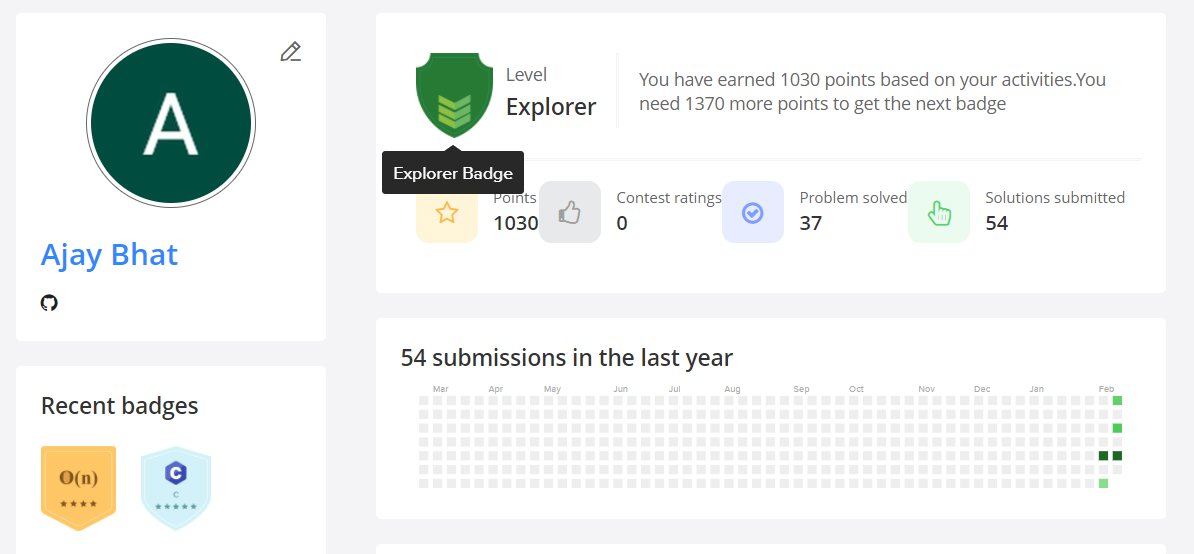 A
Ajay Bhat
Level
Explorer
You have earned 1030 points based on your activities.You
need 1370 more points to get the next badge
Explorer Badge
Points
1030
Contest ratings
0
Problem solved
37
Solutions submitted
54
54 submissions in the last year
Mar Apr May Jun Jul Aug Sep Oct Nov Dec Jan Feb
Recent badges
O(n)
C
C